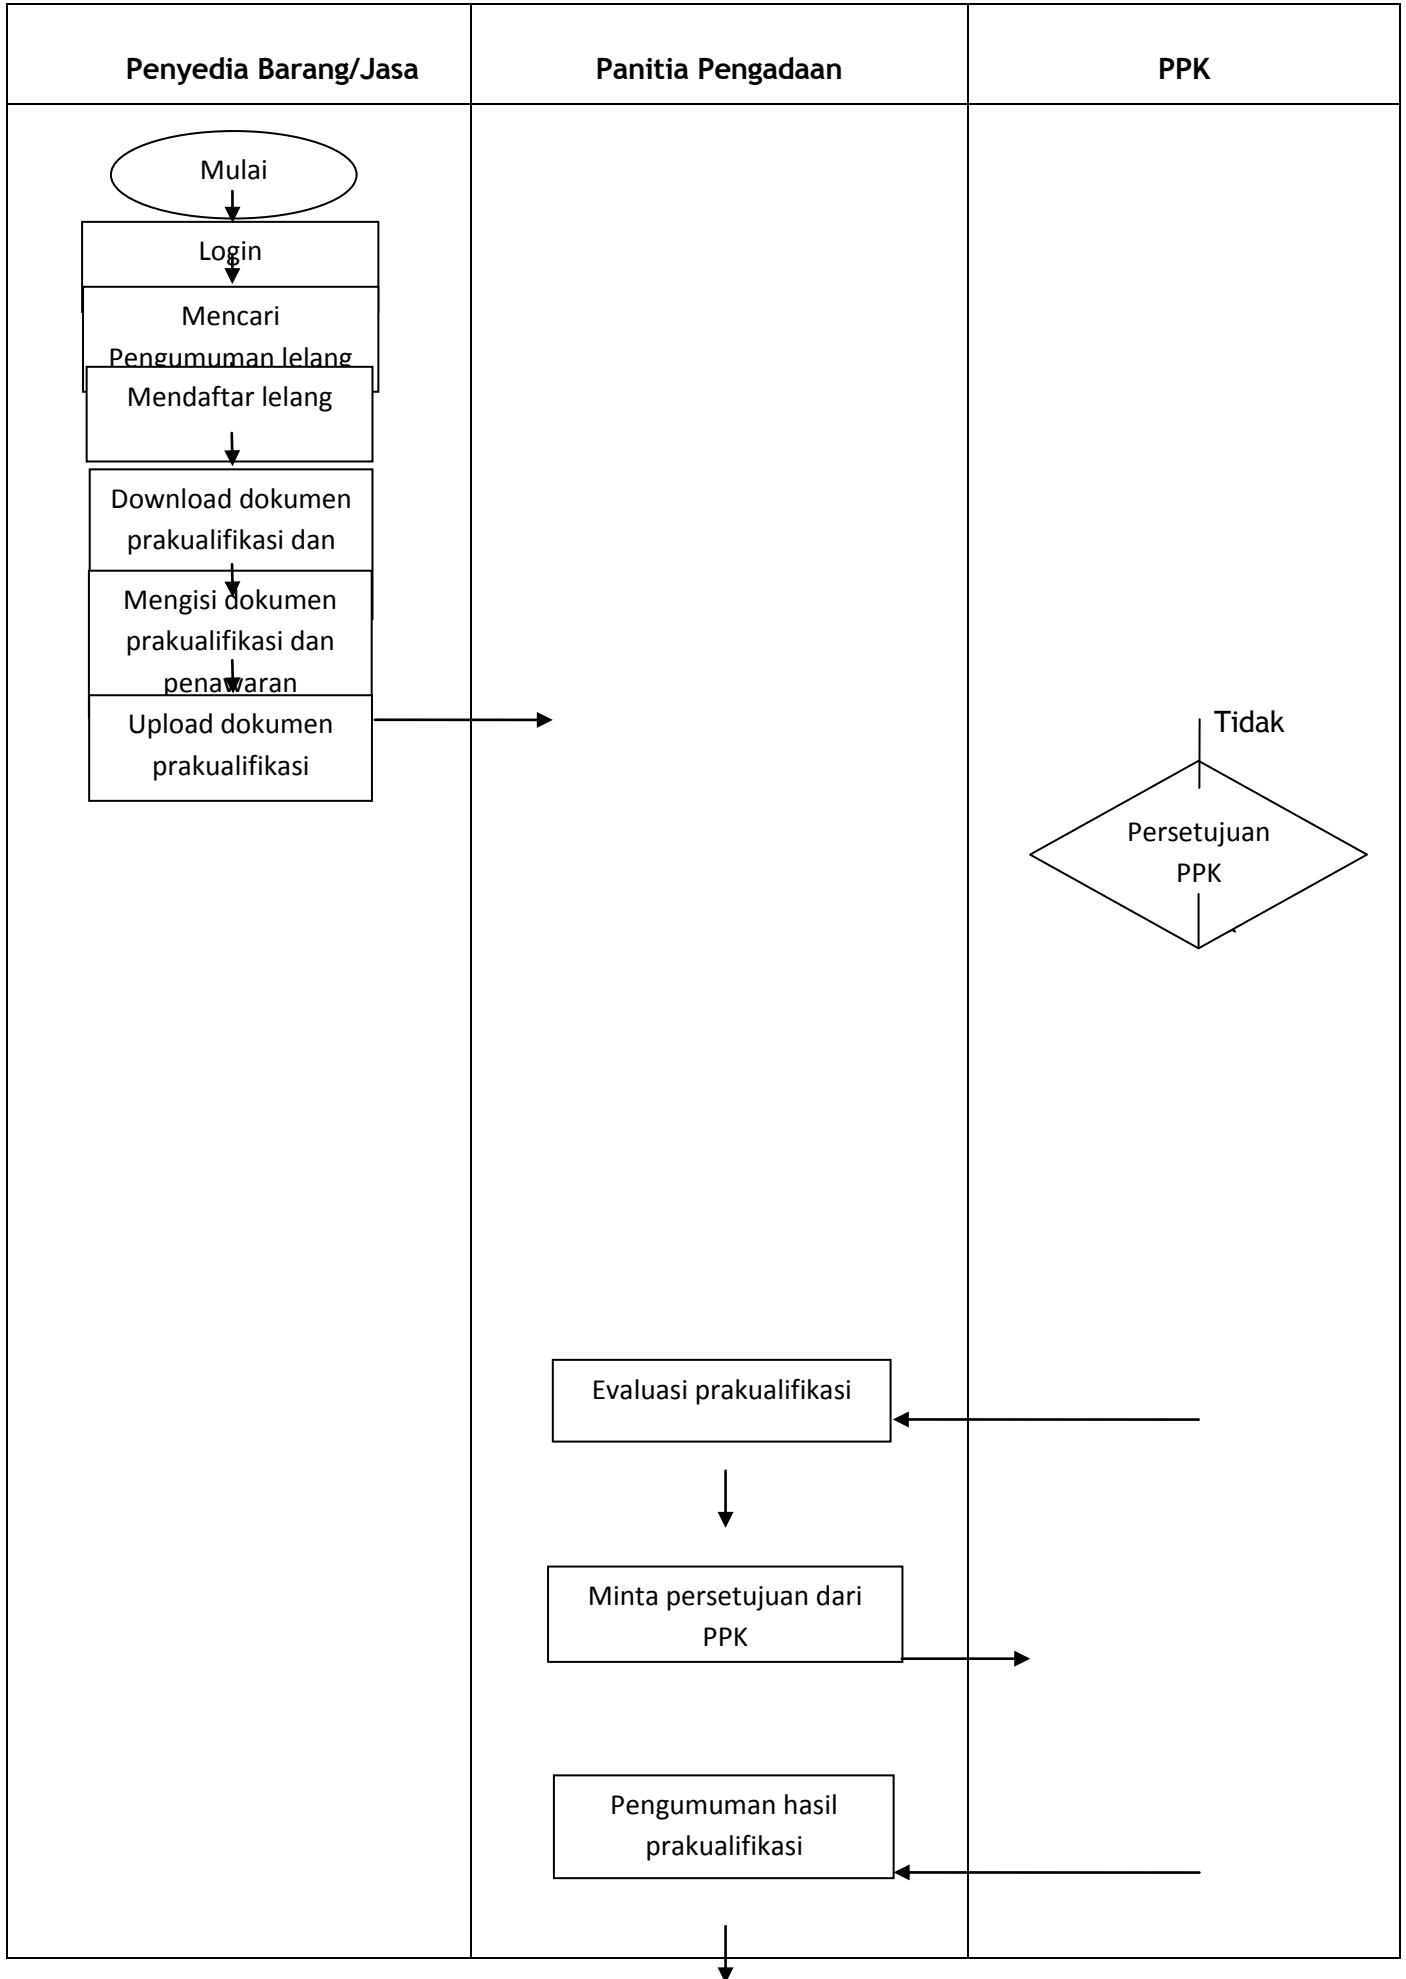 Penyedia Barang/Jasa
Panitia Pengadaan
PPK
Mulai
Login
Mencari
Pengumuman lelang
Mendaftar lelang
Download dokumen
prakualifikasi dan
Mengisi dokumen
prakualifikasi dan
penawaran
Upload dokumen
prakualifikasi
Tidak
Persetujuan
PPK
Evaluasi prakualifikasi
Minta persetujuan dari
PPK
Pengumuman hasil
prakualifikasi